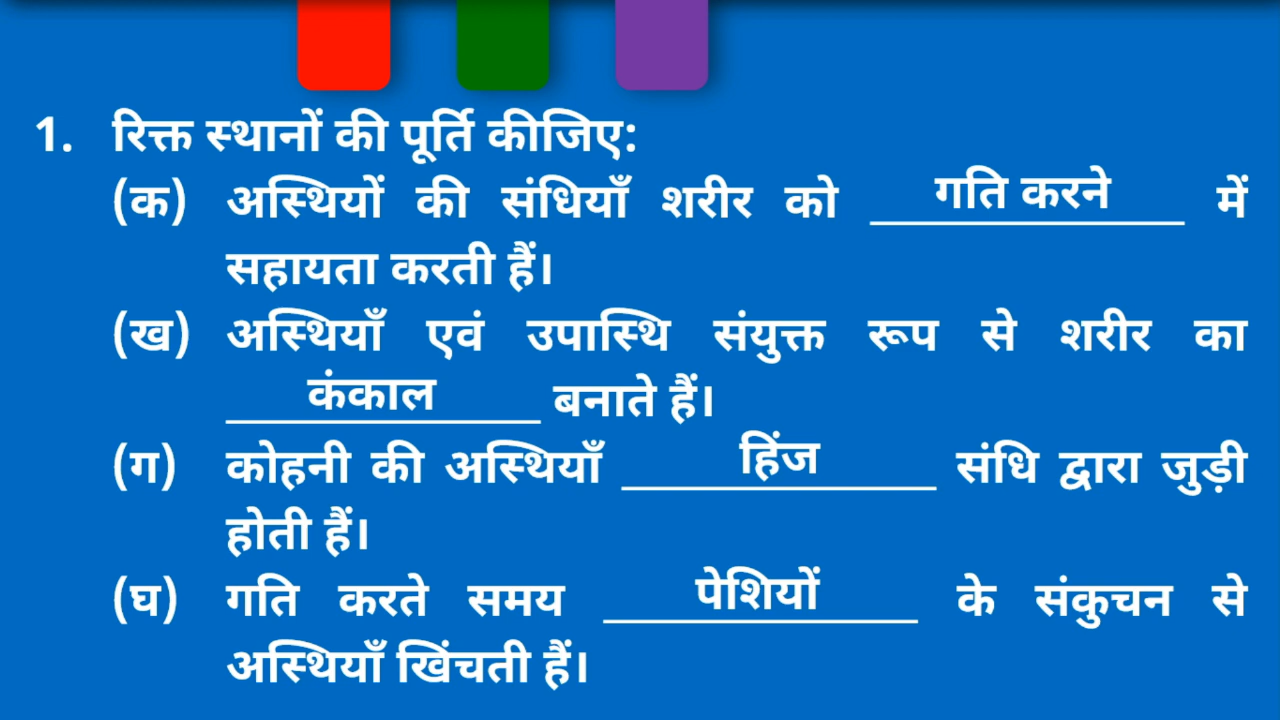 1. रिक्त स्थानों की पूर्ति कीजिए:
(क) अस्थियों की संधियाँ शरीर को गति करने में
सहायता करती हैं।
(ख) अस्थियाँ एवं उपास्थि संयुक्त रूप से शरीर का
कंकाल बनाते हैं।
(ग) कोहनी की अस्थियाँ हिंज संधि द्वारा जुड़ी
होती हैं।
(घ) गति करते समय पेशियों के संकुचन से
अस्थियाँ खिंचती हैं।